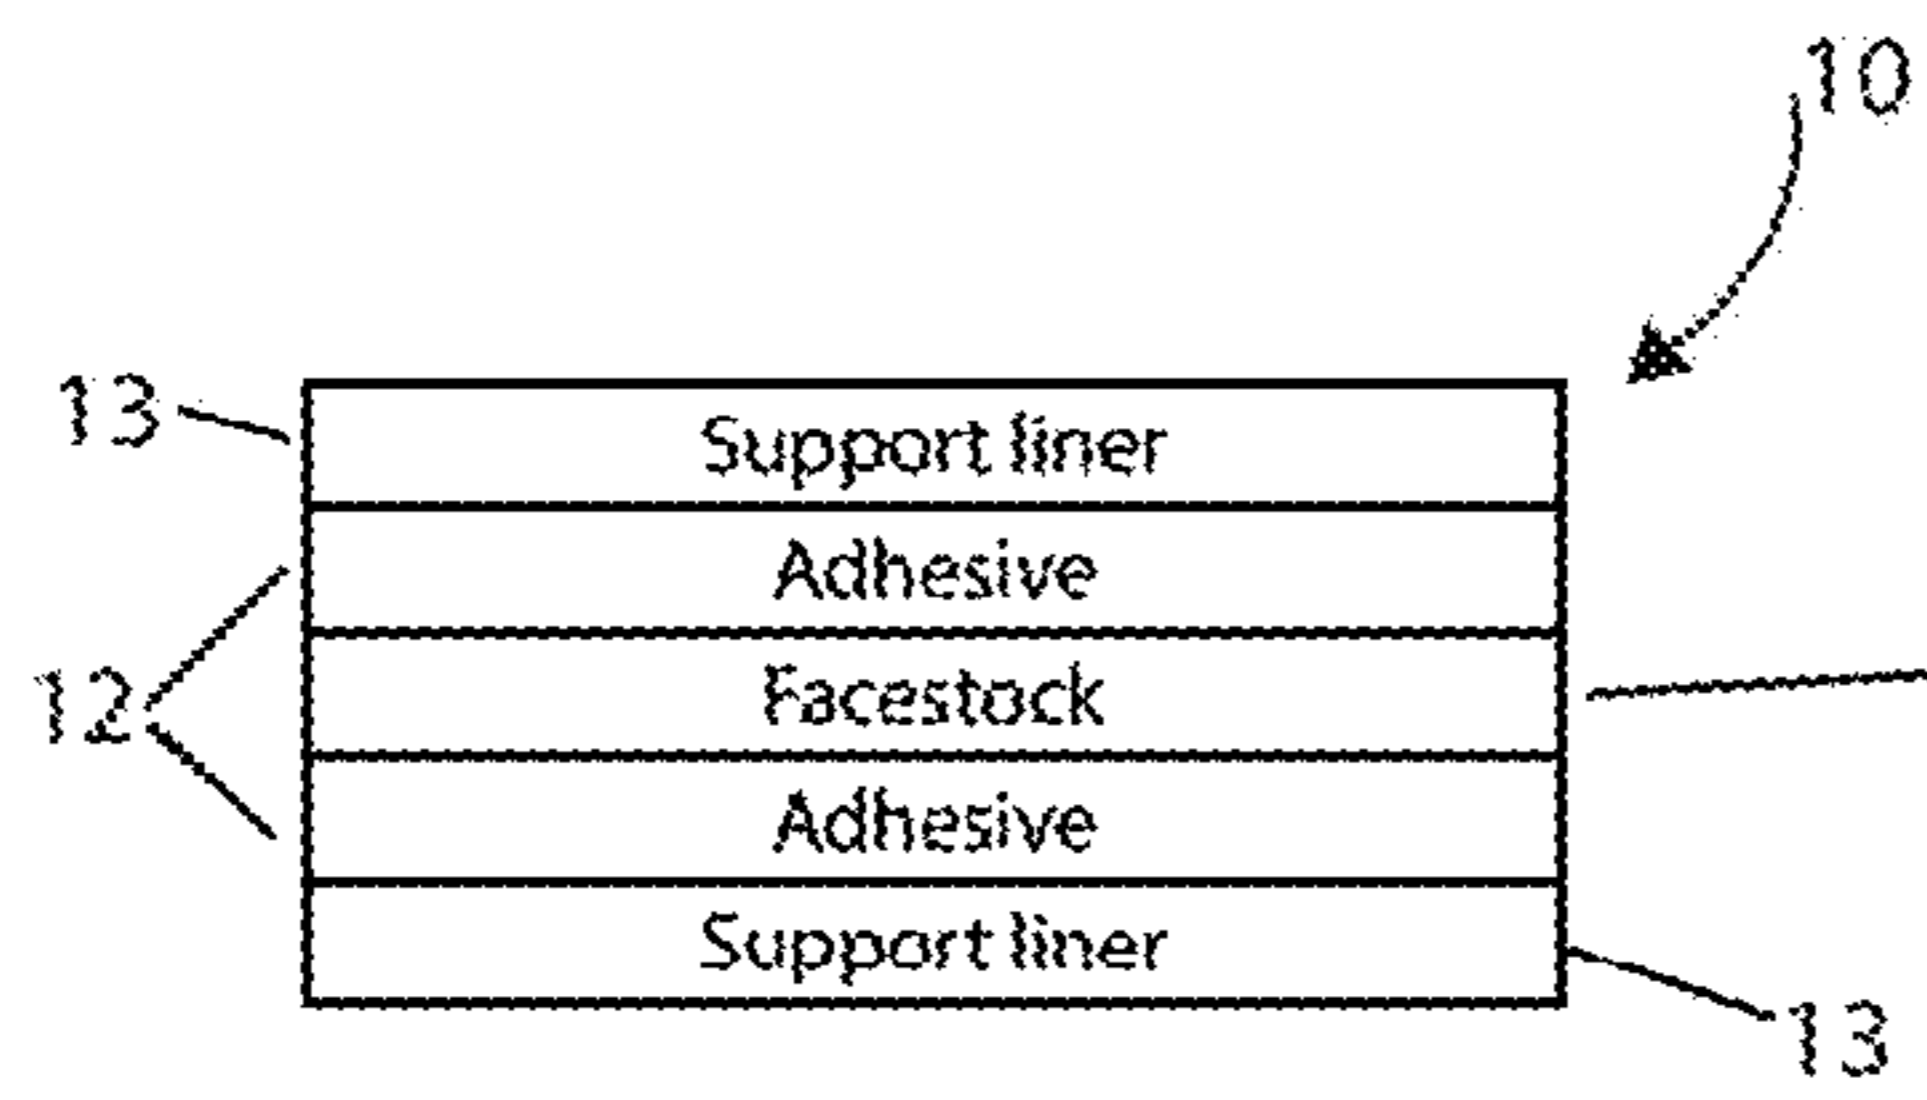 10
13
Support liner
Adhesive
12
Facestock
Adhesive
Support liner
13